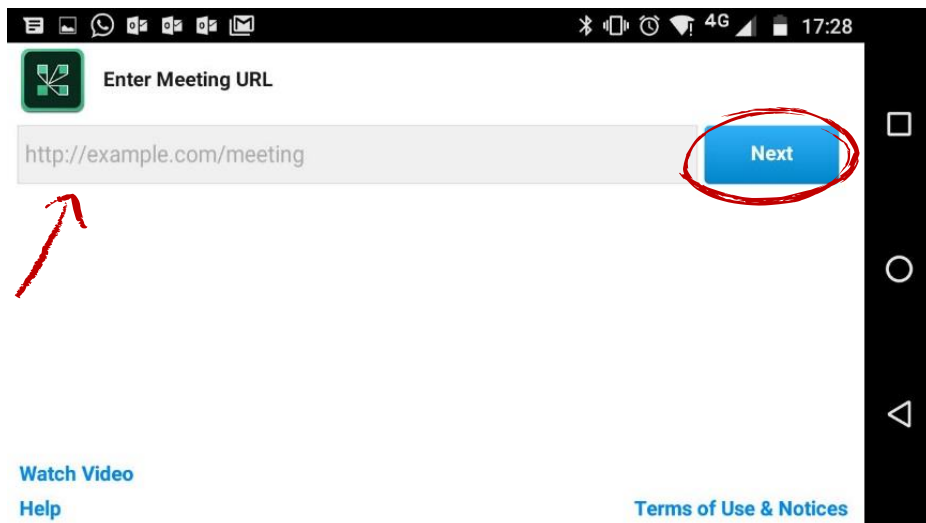 4G 17:28
Enter Meeting URL
http://example.com/meeting
Next
Watch Video
Help
Terms of Use & Notices